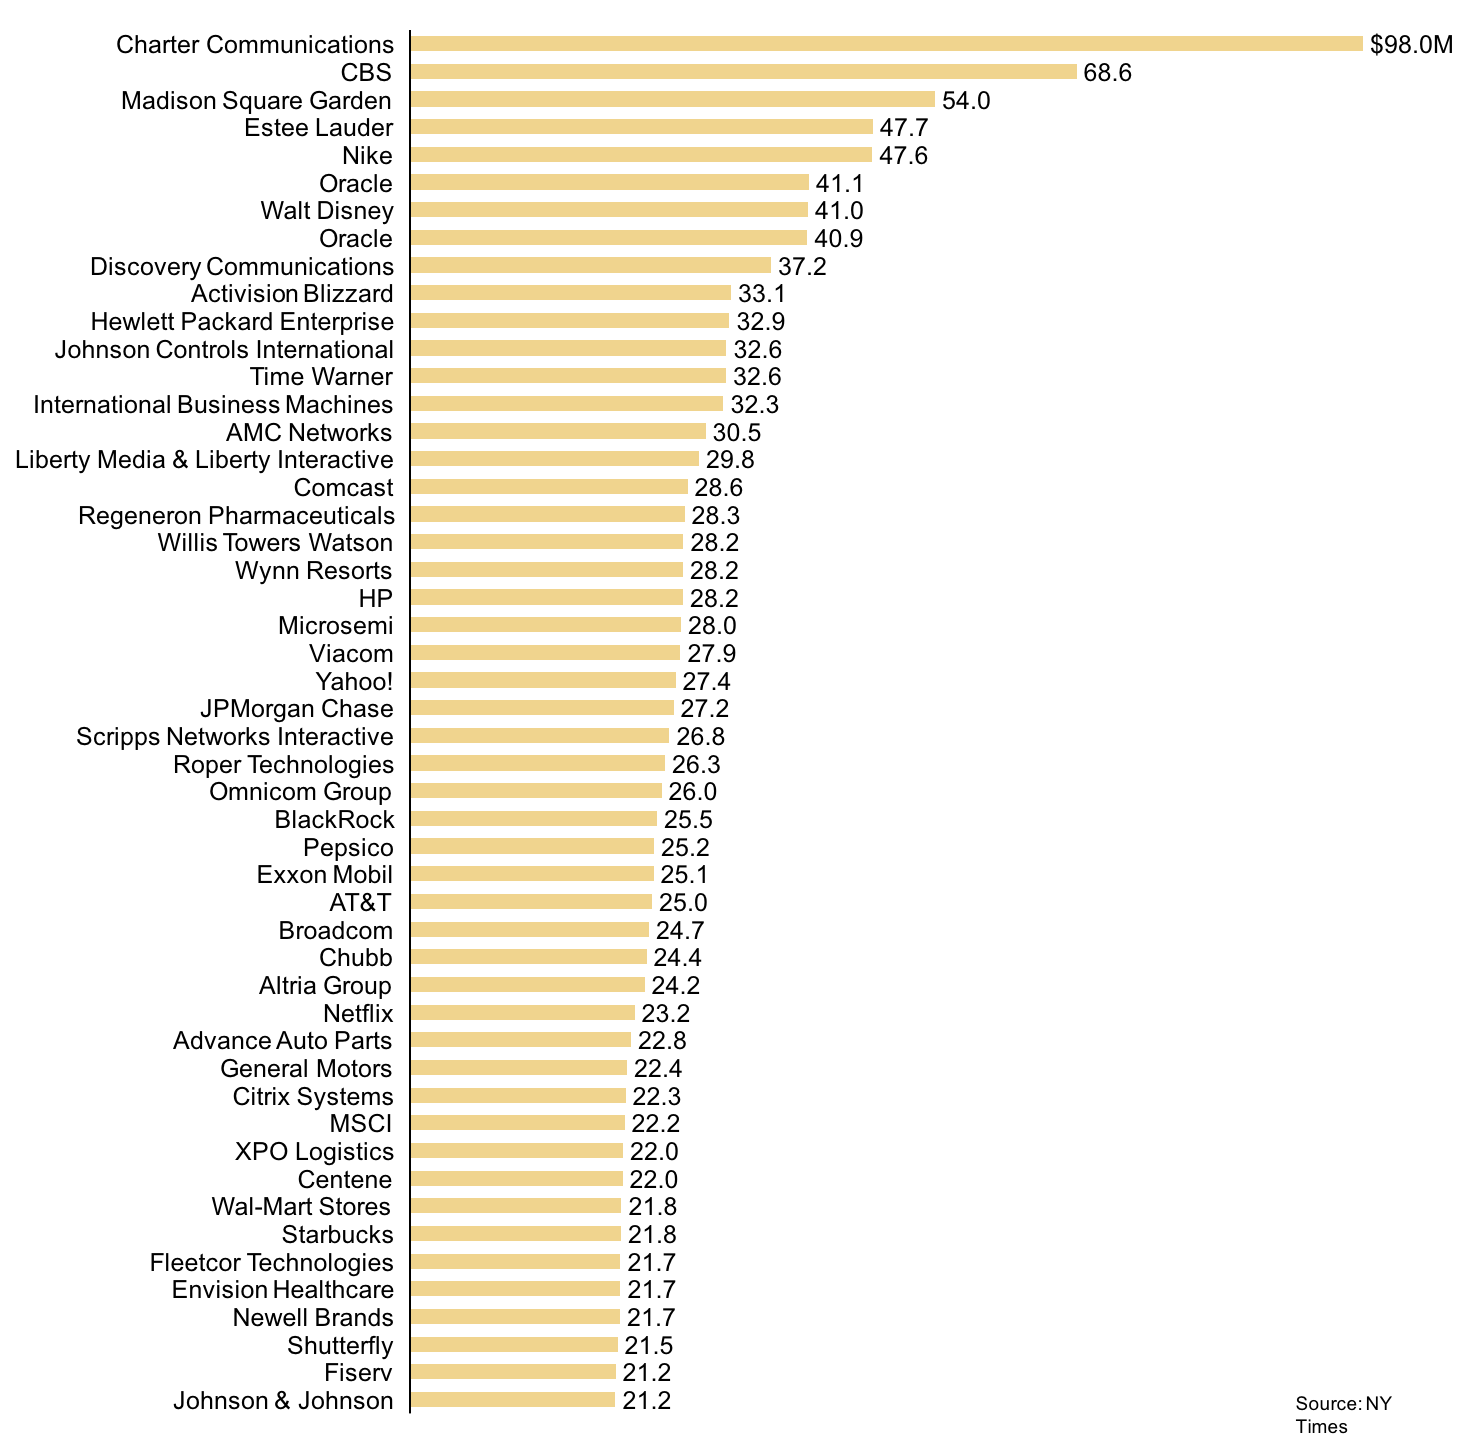 Charter Communications $98.0M
CBS 68.6
Madison Square Garden 54.0
Estee Lauder 47.7
Nike 47.6
Oracle 41.1
Walt Disney 41.0
Oracle 40.9
Discovery Communications 37.2
Activision Blizzard 33.1
Hewlett Packard Enterprise 32.9
Johnson Controls International 32.6
Time Warner 32.6
International Business Machines 32.3
AMC Networks 30.5
Liberty Media & Liberty Interactive 29.8
Comcast 28.6
Regeneron Pharmaceuticals 28.3
Willis Towers Watson 28.2
Wynn Resorts 28.2
HP 28.2
Microsemi 28.0
Viacom 27.9
Yahoo! 27.4
JPMorgan Chase 27.2
Scripps Networks Interactive 26.8
Roper Technologies 26.3
Omnicom Group 26.0
BlackRock 25.5
Pepsico 25.2
Exxon Mobil 25.1
AT&T 25.0
Broadcom 24.7
Chubb 24.4
Altria Group 24.2
Netflix 23.2
Advance Auto Parts 22.8
General Motors 22.4
Citrix Systems 22.3
MSCI 22.2
XPO Logistics 22.0
Centene 22.0
Wal-Mart Stores 21.8
Starbucks 21.8
Fleetcor Technologies 21.7
Envision Healthcare 21.7
Newell Brands 21.7
Shutterfly 21.5
Fiserv 21.2
Johnson & Johnson 21.2
Source: NY
Times